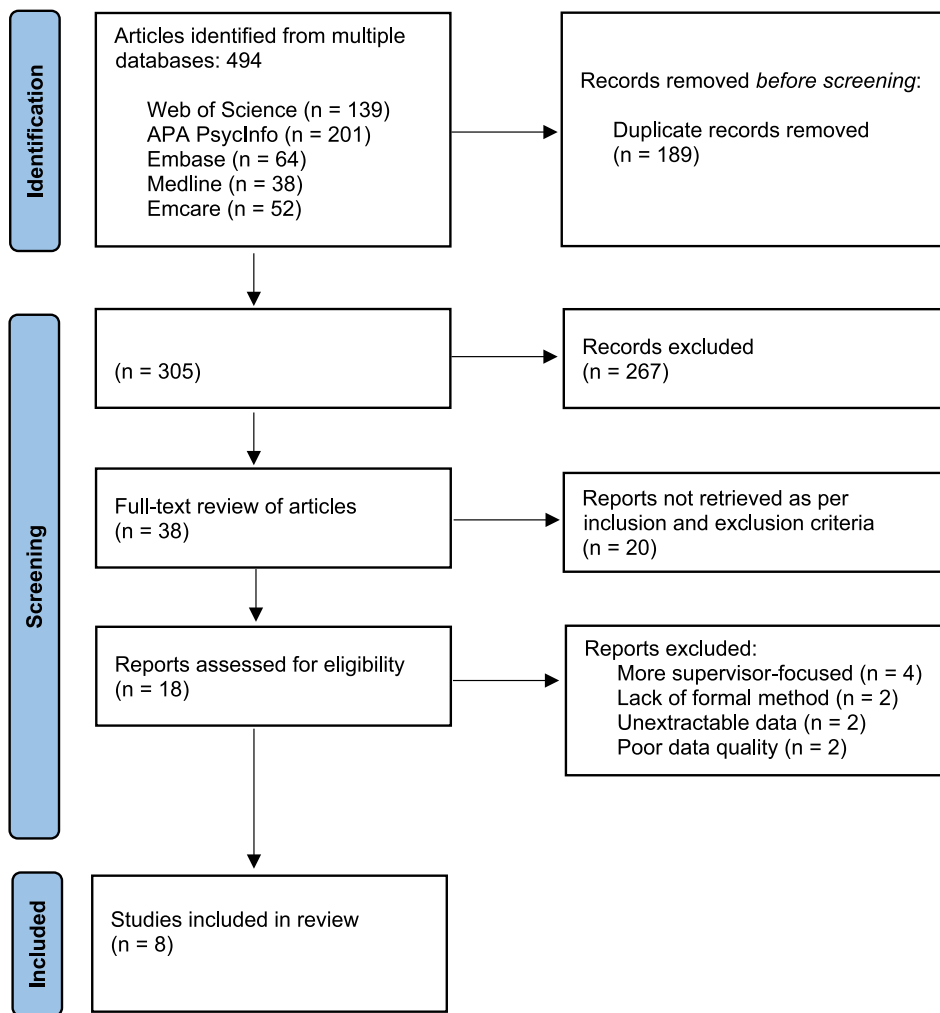 Identification
Articles identified from multiple
databases: 494
Web of Science (n = 139)
APA PsycInfo (n = 201)
Embase (n = 64)
Medline (n = 38)
Emcare (n = 52)
Records removed before screening:
Duplicate records removed
(n = 189)
Screening
(n = 305)
Records excluded
(n = 267)
Full-text review of articles
(n = 38)
Reports not retrieved as per
inclusion and exclusion criteria
(n = 20)
Reports assessed for eligibility
(n = 18)
Reports excluded:
More supervisor-focused (n = 4)
Lack of formal method (n = 2)
Unextractable data (n = 2)
Poor data quality (n = 2)
Included
Studies included in review
(n = 8)